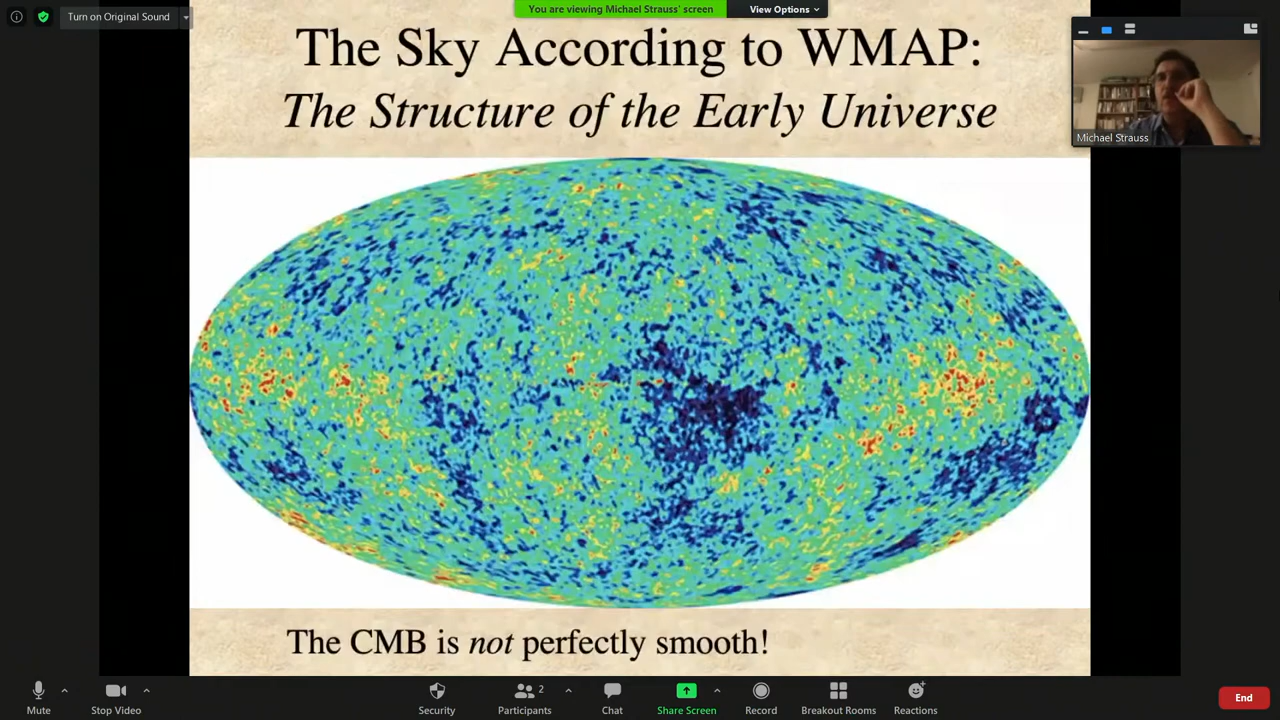 Turn on Original Sound
You are viewing Michael Strauss' screen
View Options
The Sky According to WMAP:
The Structure of the Early Universe
Michael Strauss
The CMB is not perfectly smooth!
Mute
Stop Video
Security
2
Participants
Chat
Share Screen
Record
Breakout Rooms
Reactions
End